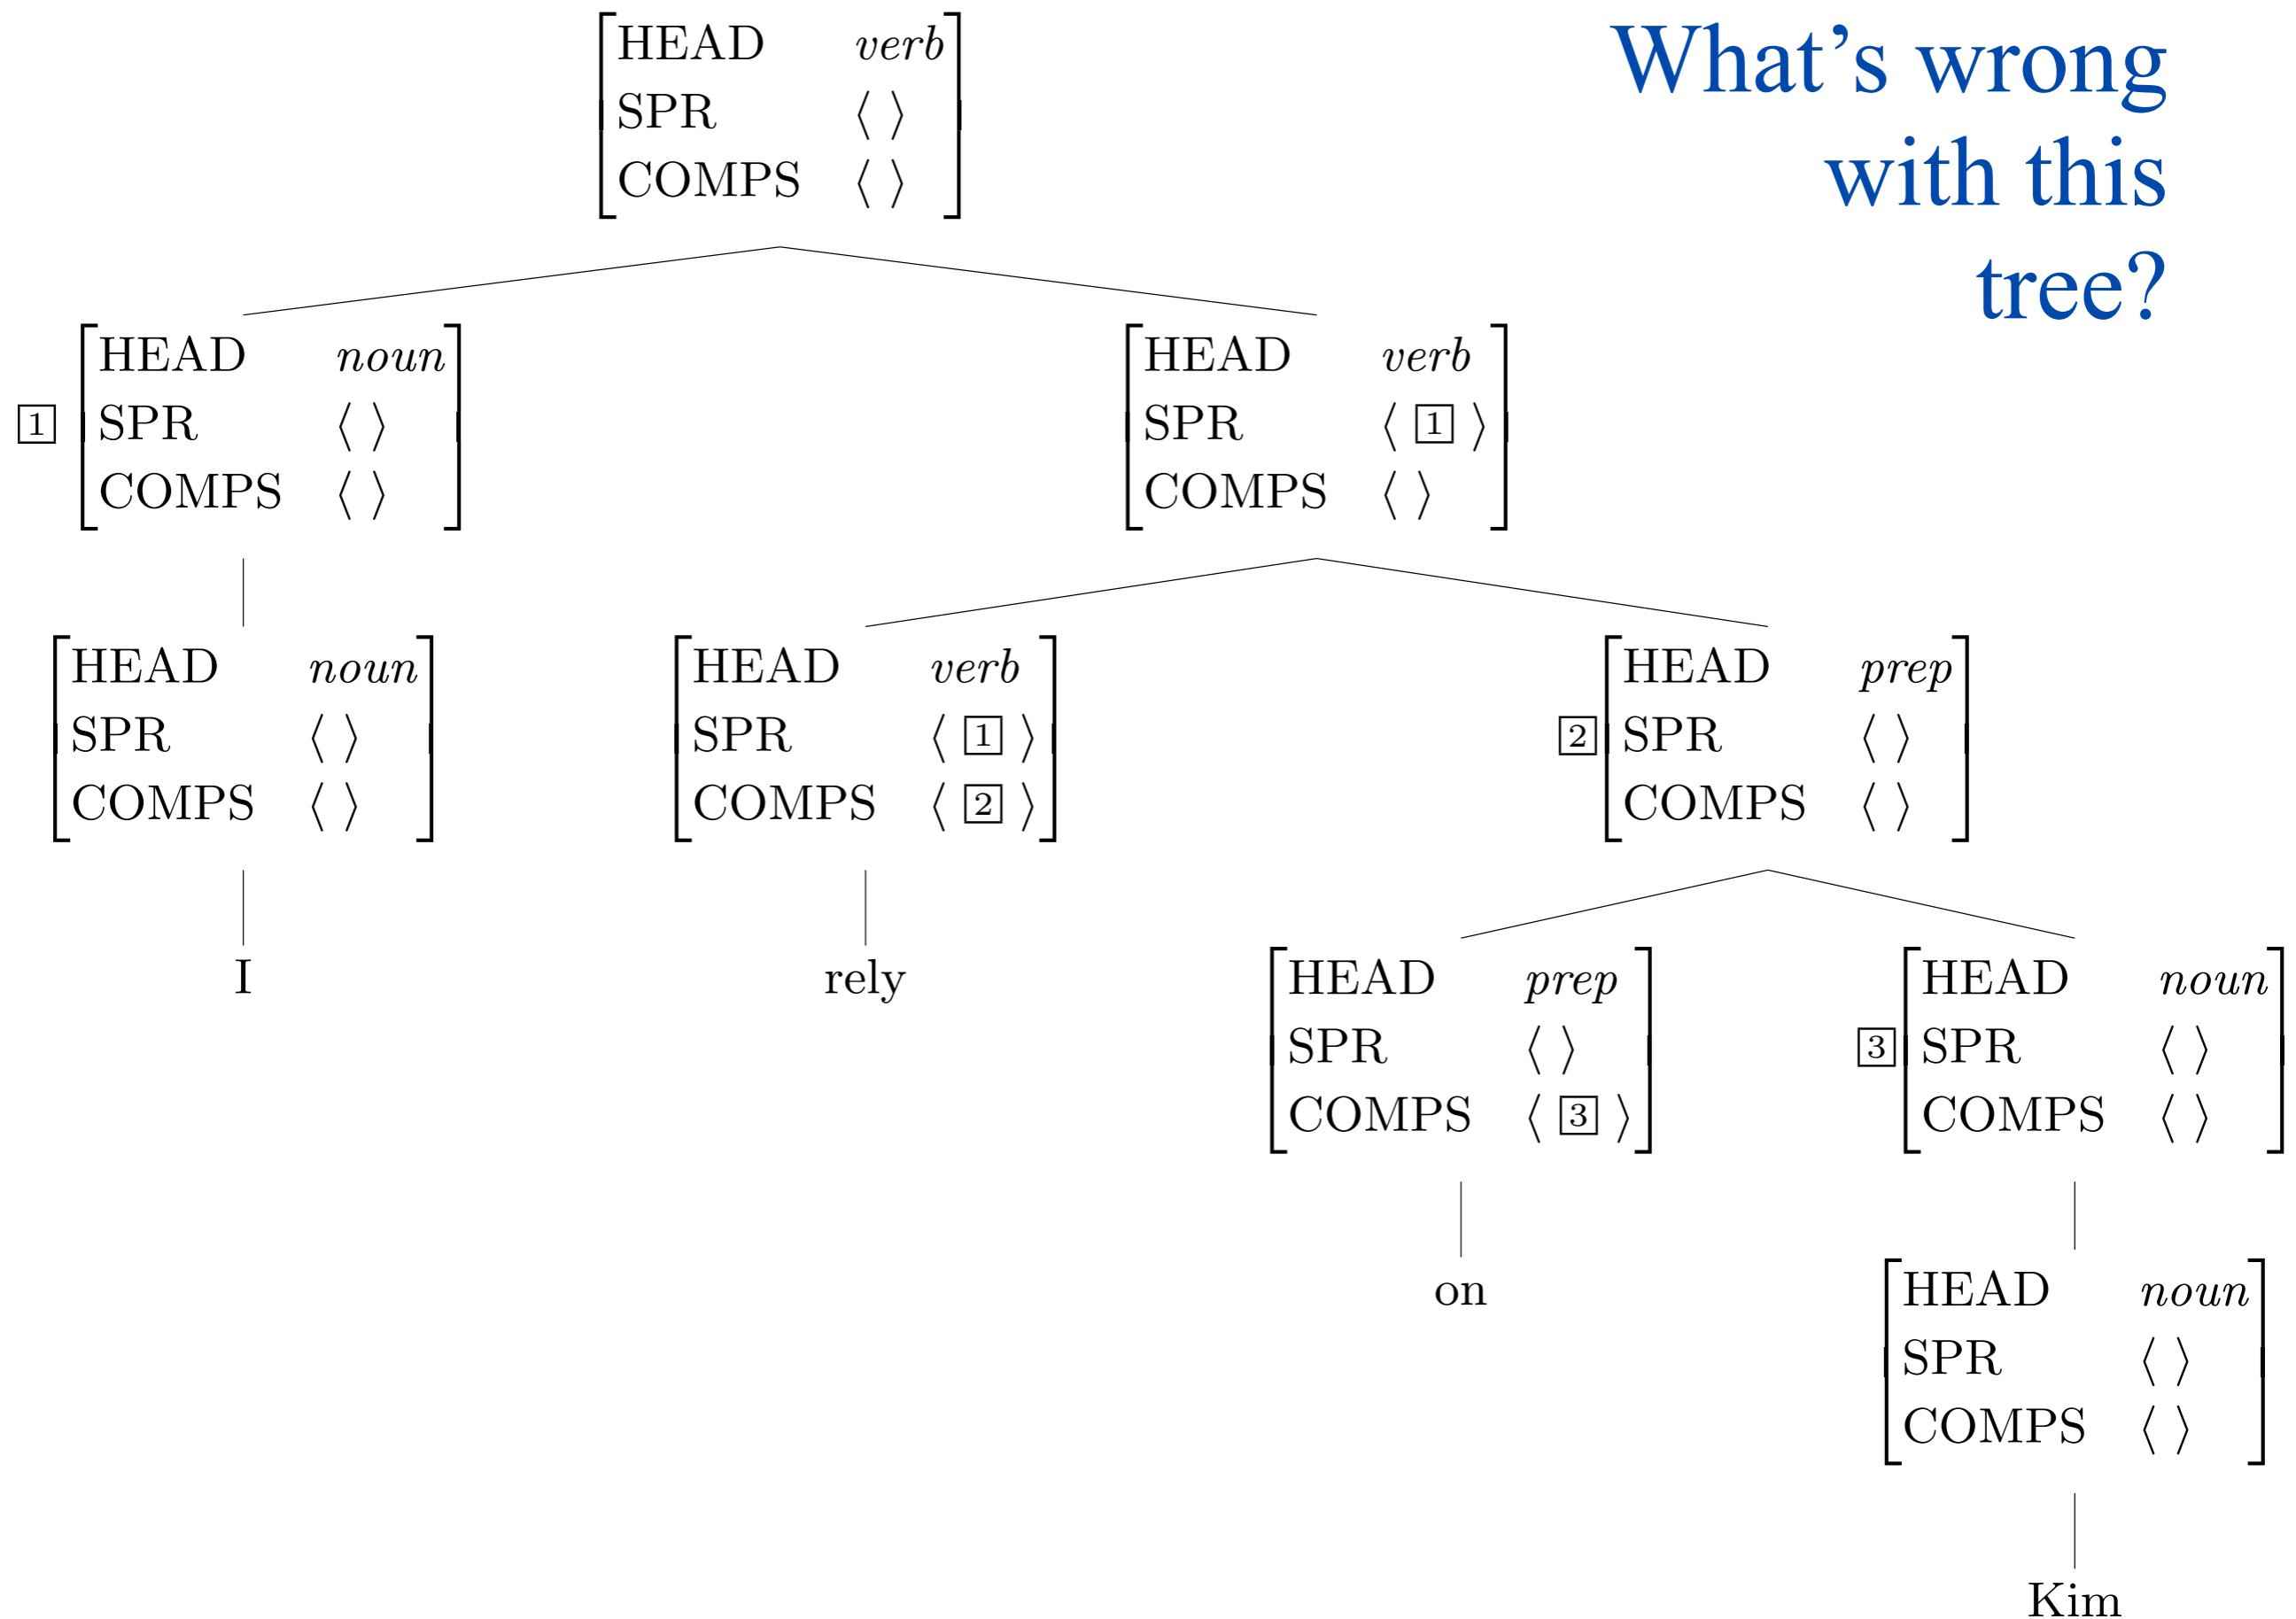 What's wrong
with this
tree?
HEAD verb
SPR ⟨ ⟩
COMPS ⟨ ⟩
1
HEAD noun
SPR ⟨ ⟩
COMPS ⟨ ⟩
HEAD verb
SPR ⟨ 1 ⟩
COMPS ⟨ ⟩
HEAD noun
SPR ⟨ ⟩
COMPS ⟨ ⟩
I
HEAD verb
SPR ⟨ 1 ⟩
COMPS ⟨ 2 ⟩
rely
2
HEAD prep
SPR ⟨ ⟩
COMPS ⟨ ⟩
HEAD prep
SPR ⟨ ⟩
COMPS ⟨ 3 ⟩
on
3
HEAD noun
SPR ⟨ ⟩
COMPS ⟨ ⟩
HEAD noun
SPR ⟨ ⟩
COMPS ⟨ ⟩
Kim